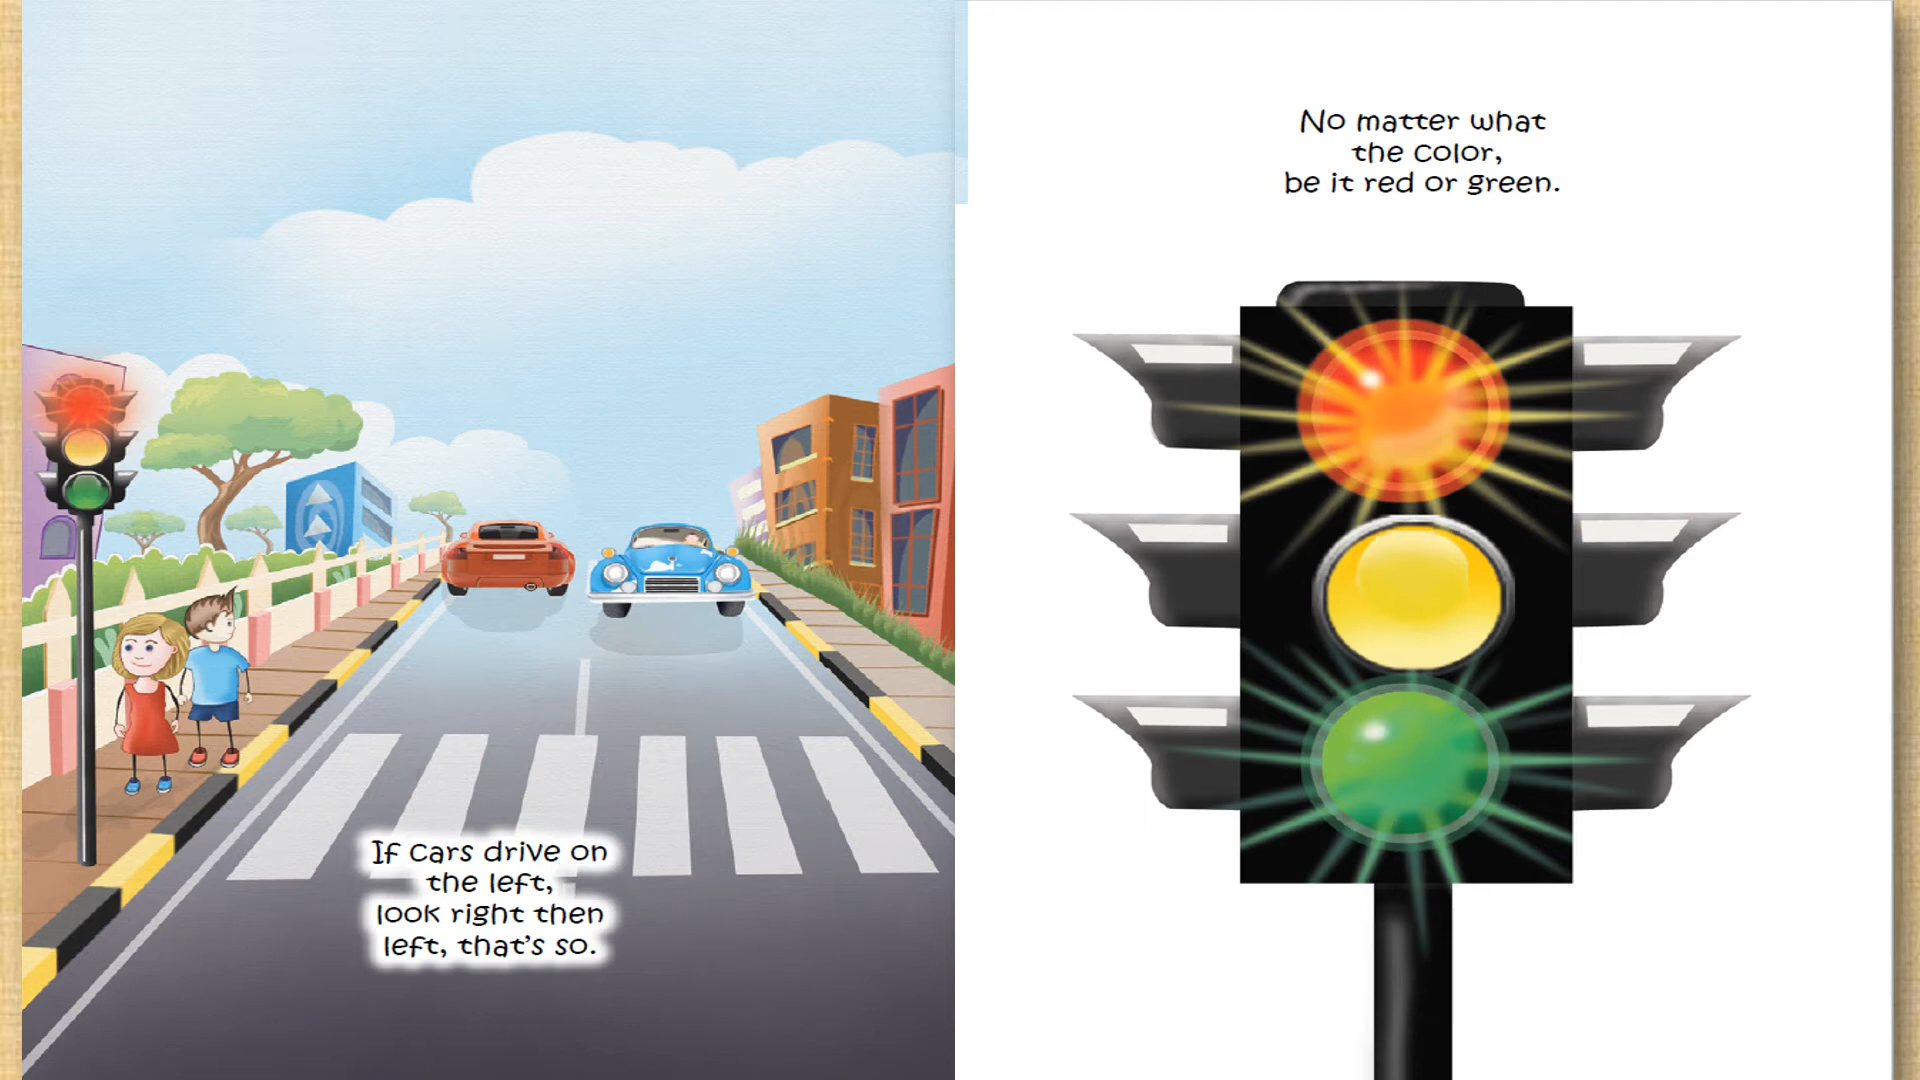 If cars drive on
the left,
look right then
left, that's so.
No matter what
the color,
be it red or green.